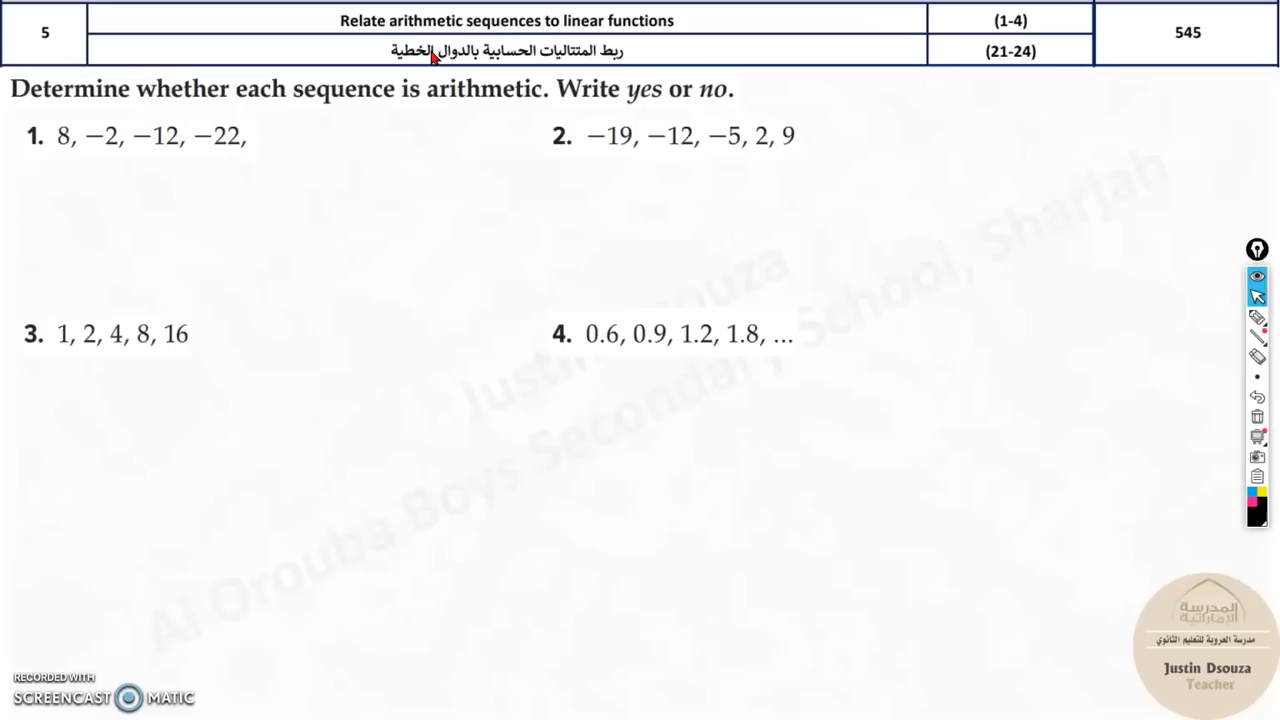 5
Relate arithmetic sequences to linear functions
(1-4)
545
ربط المتتاليات الحسابية بالدوال الخطية
(21-24)
Determine whether each sequence is arithmetic. Write yes or no.
1. 8, −2, −12, −22,
2. −19, −12, −5, 2, 9
3. 1, 2, 4, 8, 16
4. 0.6, 0.9, 1.2, 1.8, ...
Justin Dsouza
Al Orouba Boys Secondary School, Sharjah
المدرسة
الإماراتية
مدرسة العروبة للتعليم الثانوي
Justin Dsouza
Teacher
RECORDED WITH
SCREENCAST MATIC